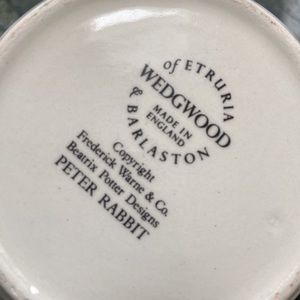 of ETRURIA
WEDGWOOD
MADE IN
ENGLAND
& BARLASTON
Copyright
Frederick Warne & Co.
Beatrix Potter Designs
PETER RABBIT